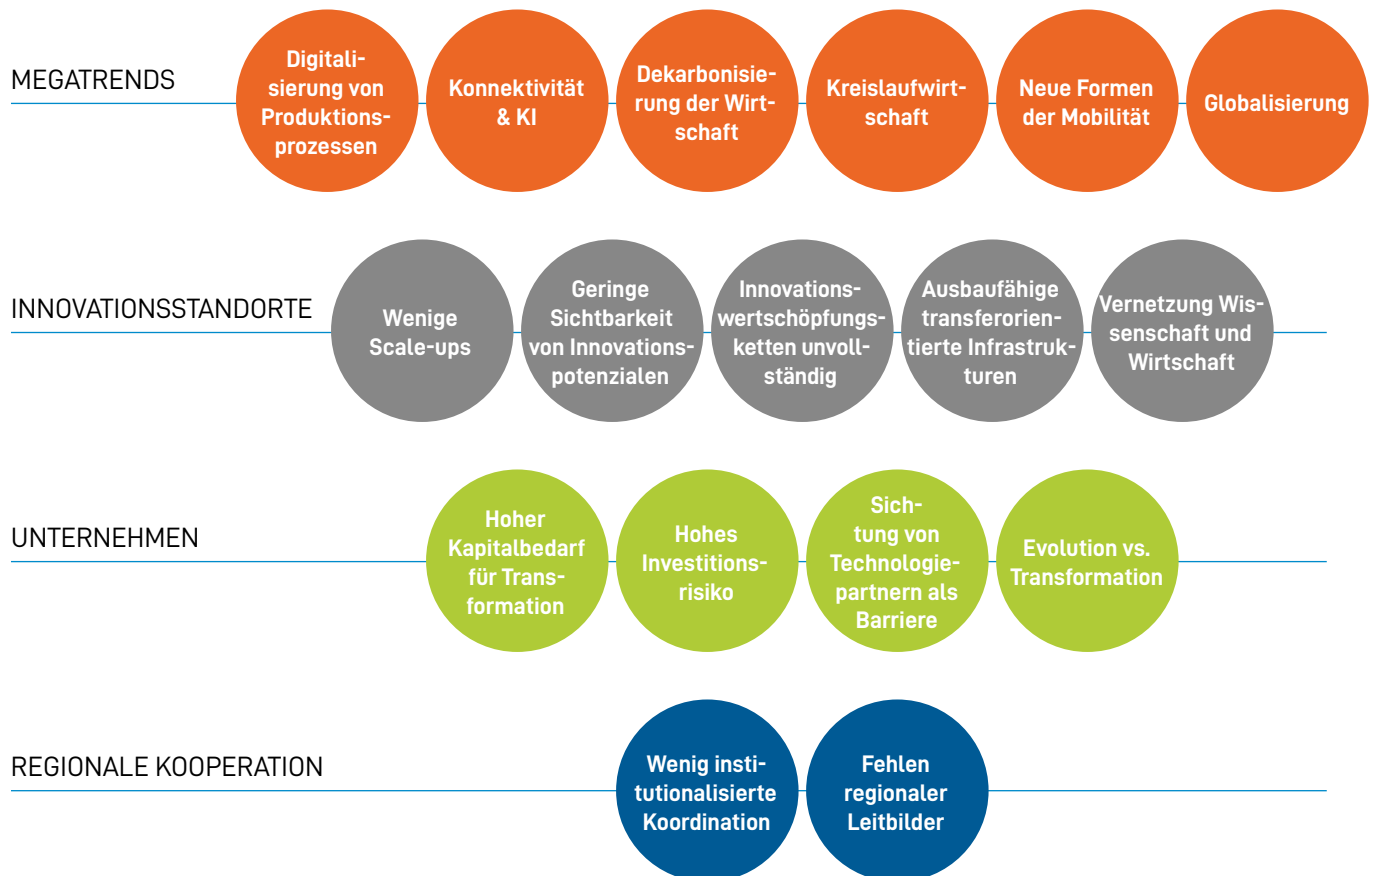 MEGATRENDS
Digitali-
sierung von
Produktions-
prozessen
Konnektivität
& KI
Dekarbonisie-
rung der Wirt-
schaft
Kreislaufwirt-
schaft
Neue Formen
der Mobilität
Globalisierung
INNOVATIONSSTANDORTE
Wenige
Scale-ups
Geringe
Sichtbarkeit
von Innovations-
potenzialen
Innovations-
wertschöpfungs-
ketten unvoll-
ständig
Ausbaufähige
transferorien-
tierte Infrastruk-
turen
Vernetzung Wis-
senschaft und
Wirtschaft
UNTERNEHMEN
Hoher
Kapitalbedarf
für Trans-
formation
Hohes
Investitions-
risiko
Sich-
tung von
Technologie-
partnern als
Barriere
Evolution vs.
Transformation
REGIONALE KOOPERATION
Wenig insti-
tutionalisierte
Koordination
Fehlen
regionaler
Leitbilder